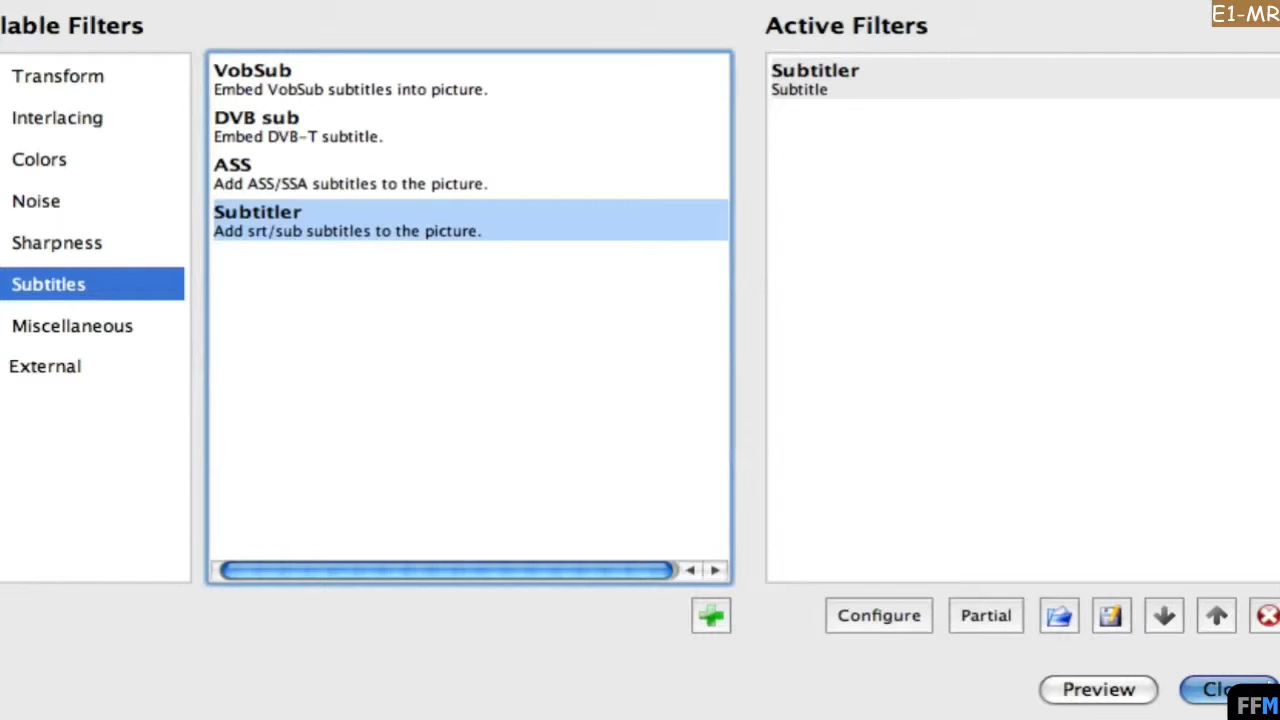 lable Filters
Active Filters
E1-MR
Transform
Interlacing
Colors
Noise
Sharpness
Subtitles
Miscellaneous
External
VobSub
Embed VobSub subtitles into picture.
DVB sub
Embed DVB-T subtitle.
ASS
Add ASS/SSA subtitles to the picture.
Subtitler
Add srt/sub subtitles to the picture.
Subtitler
Subtitle
Configure
Partial
Preview
Clo
FFM